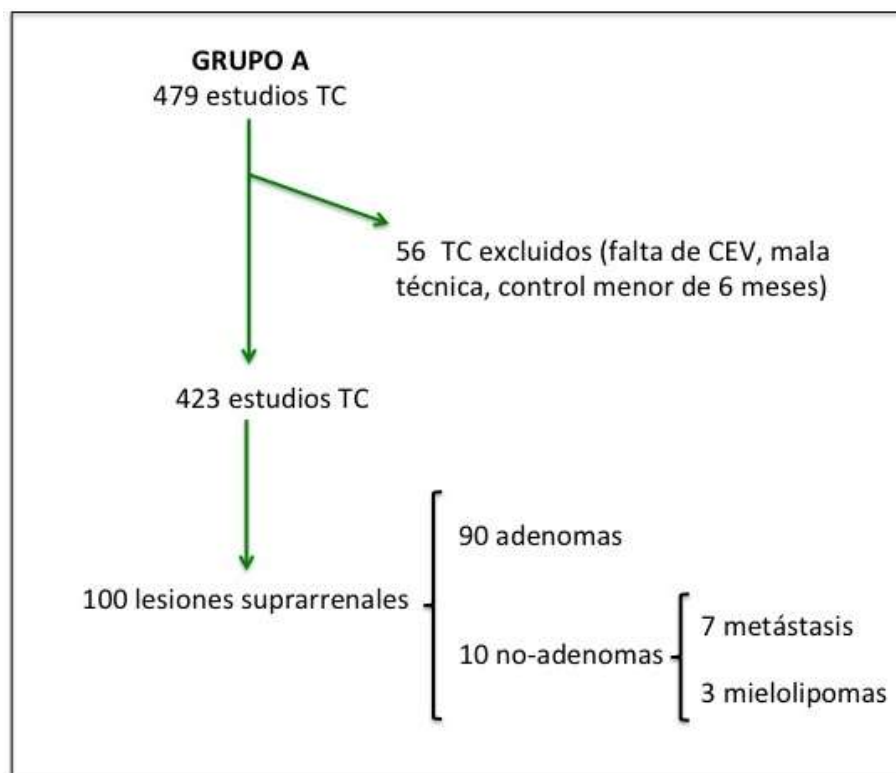 GRUPO A
479 estudios TC
56 TC excluidos (falta de CEV, mala
técnica, control menor de 6 meses)
423 estudios TC
100 lesiones suprarrenales
90 adenomas
10 no-adenomas
7 metástasis
3 mielolipomas